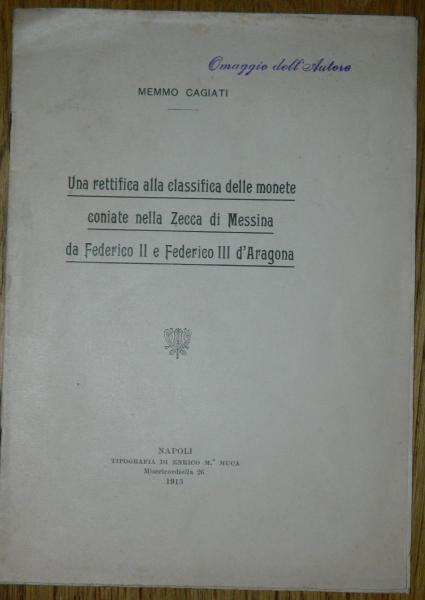 Omaggio dell'Autore
MEMMO CAGIATI
Una rettifica alla classifica delle monete
coniate nella Zecca di Messina
da Federico II e Federico III d'Aragona
NAPOLI
TIPOGRAFIA DI ENRICO M.ª MUCA
Misericordiella 26
1913